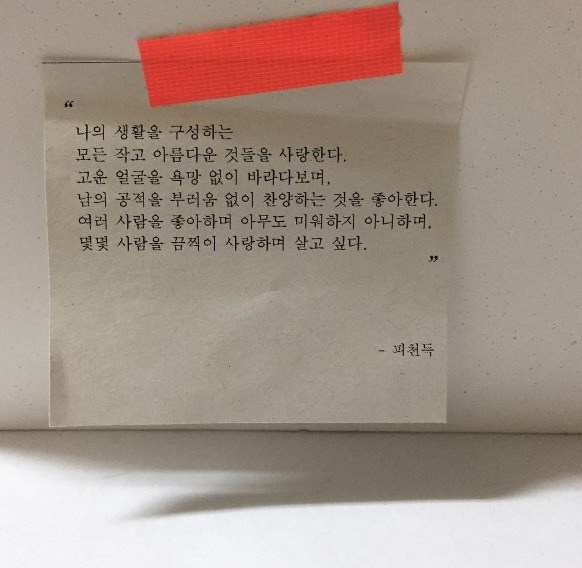 “
나의 생활을 구성하는
모든 작고 아름다운 것들을 사랑한다.
고운 얼굴을 욕망 없이 바라다보며,
남의 공적을 부러움 없이 찬양하는 것을 좋아한다.
여러 사람을 좋아하며 아무도 미워하지 아니하며,
몇몇 사람을 끔찍이 사랑하며 살고 싶다.
”
- 피천득